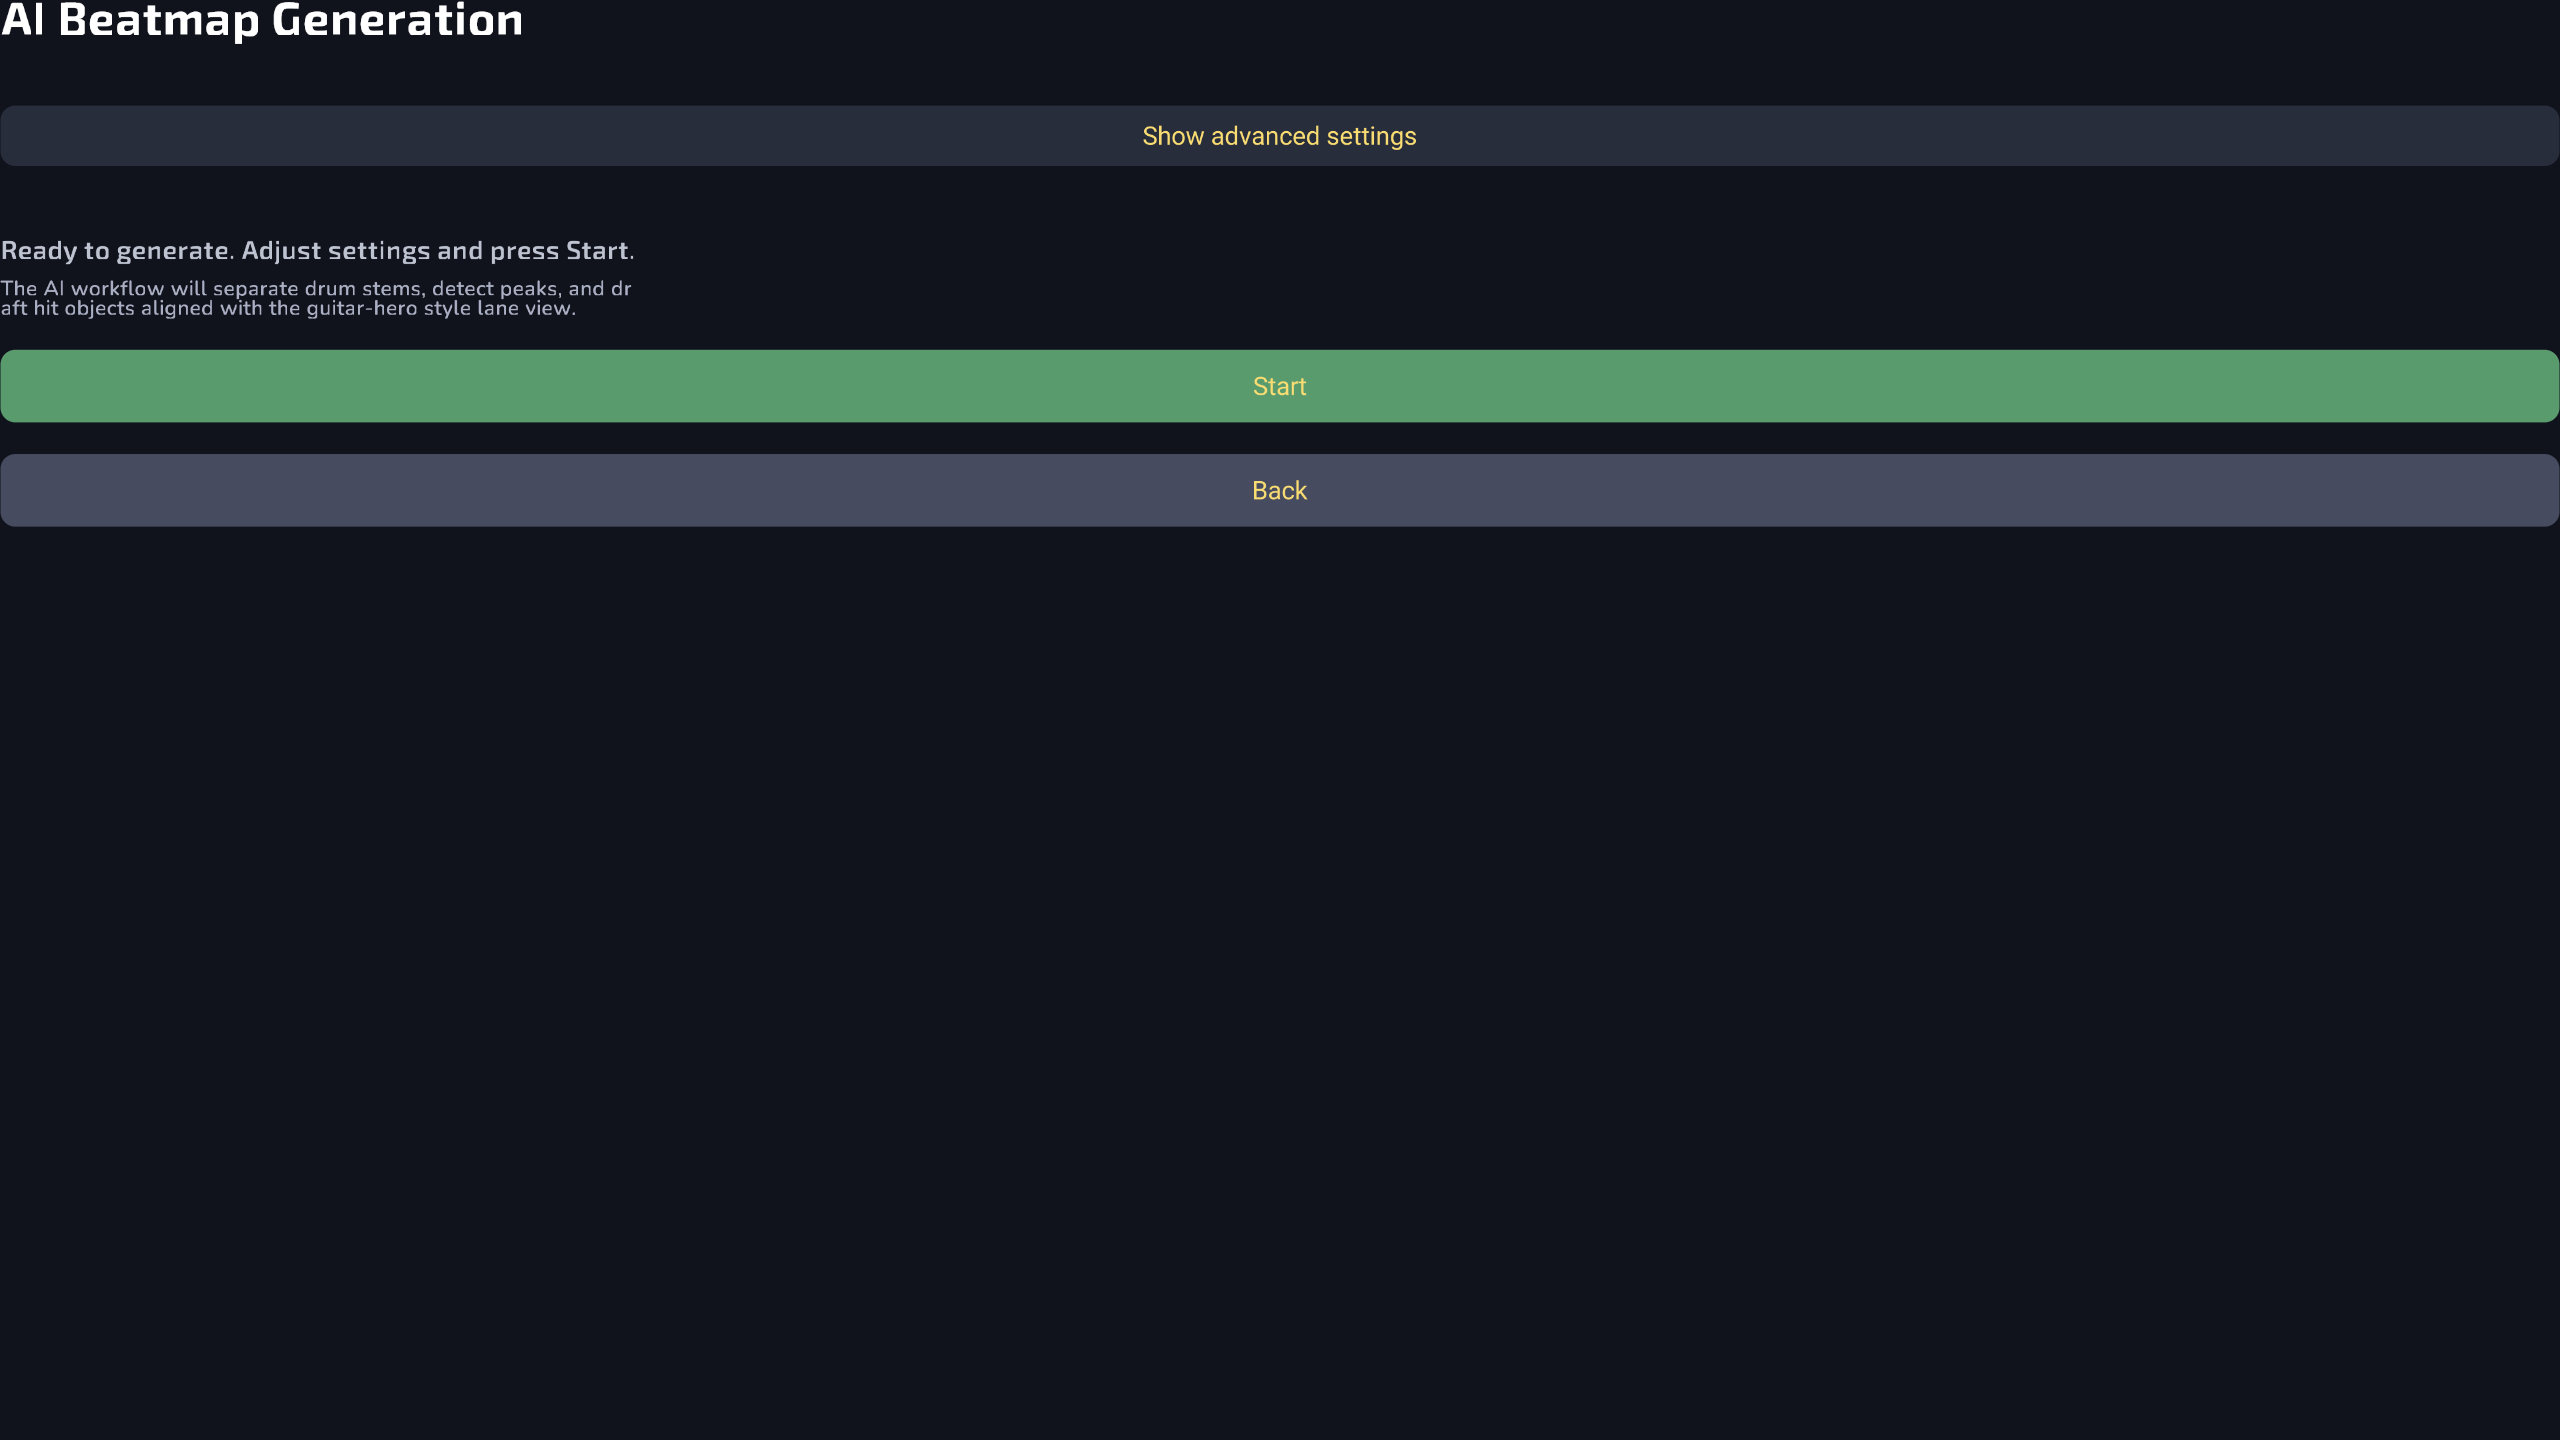 AI Beatmap Generation
Show advanced settings
Ready to generate. Adjust settings and press Start.
The AI workflow will separate drum stems, detect peaks, and dr
aft hit objects aligned with the guitar-hero style lane view.
Start
Back